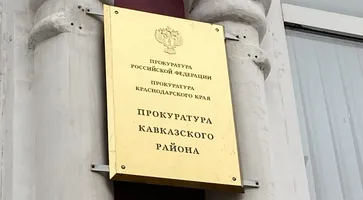 ПРОКУРАТУРА
РОССИЙСКОЙ ФЕДЕРАЦИИ
ПРОКУРАТУРА
КРАСНОДАРСКОГО КРАЯ
ПРОКУРАТУРА
КАВКАЗСКОГО
РАЙОНА